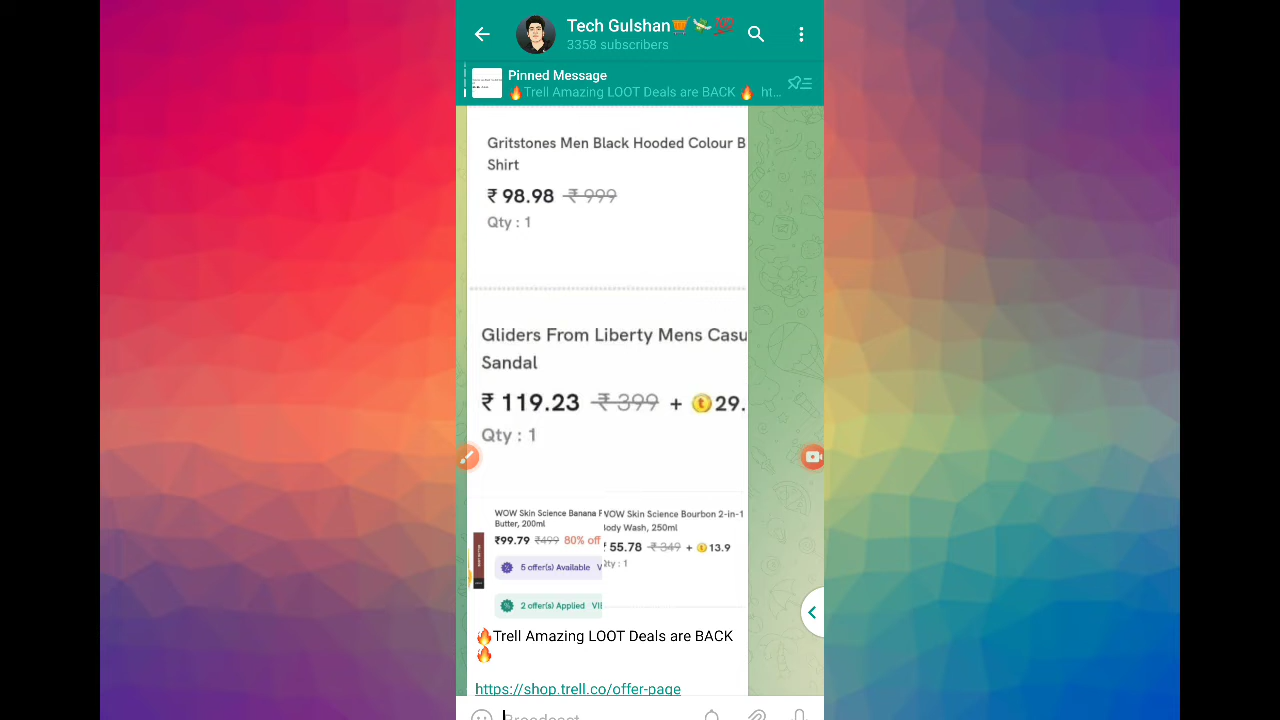 Tech Gulshan🛒💸💯
3358 subscribers
Pinned Message
🔥Trell Amazing LOOT Deals are BACK 🔥 ht...
Gritstones Men Black Hooded Colour B
Shirt
₹ 98.98 ₹ 999
Qty : 1
Gliders From Liberty Mens Casu
Sandal
₹ 119.23 ₹ 399 + 29.
Qty : 1
WOW Skin Science Banana F
Butter, 200ml
₹99.79 ₹499 80% off
5 offer(s) Available V
2 offer(s) Applied VI
WOW Skin Science Bourbon 2-in-1
Body Wash, 250ml
₹ 55.78 ₹ 349 + 13.9
Qty : 1
🔥Trell Amazing LOOT Deals are BACK
🔥
https://shop.trell.co/offer-page
Broadcast